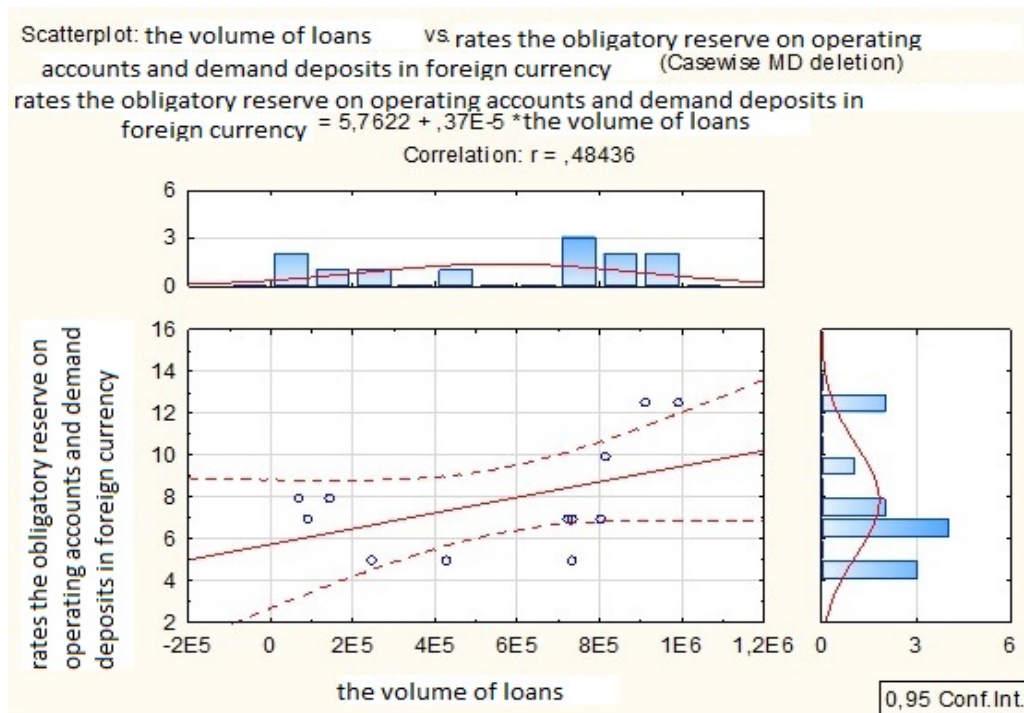 Scatterplot: the volume of loans vs. rates the obligatory reserve on operating
accounts and demand deposits in foreign currency (Casewise MD deletion)
rates the obligatory reserve on operating accounts and demand deposits in
foreign currency = 5,7622 + ,37E-5 *the volume of loans
Correlation: r = ,48436
6
3
0
rates the obligatory reserve on
operating accounts and demand
deposits in foreign currency
16
14
12
10
8
6
4
2
-2E5 0 2E5 4E5 6E5 8E5 1E6 1,2E6
0 3 6
the volume of loans
0,95 Conf.Int.